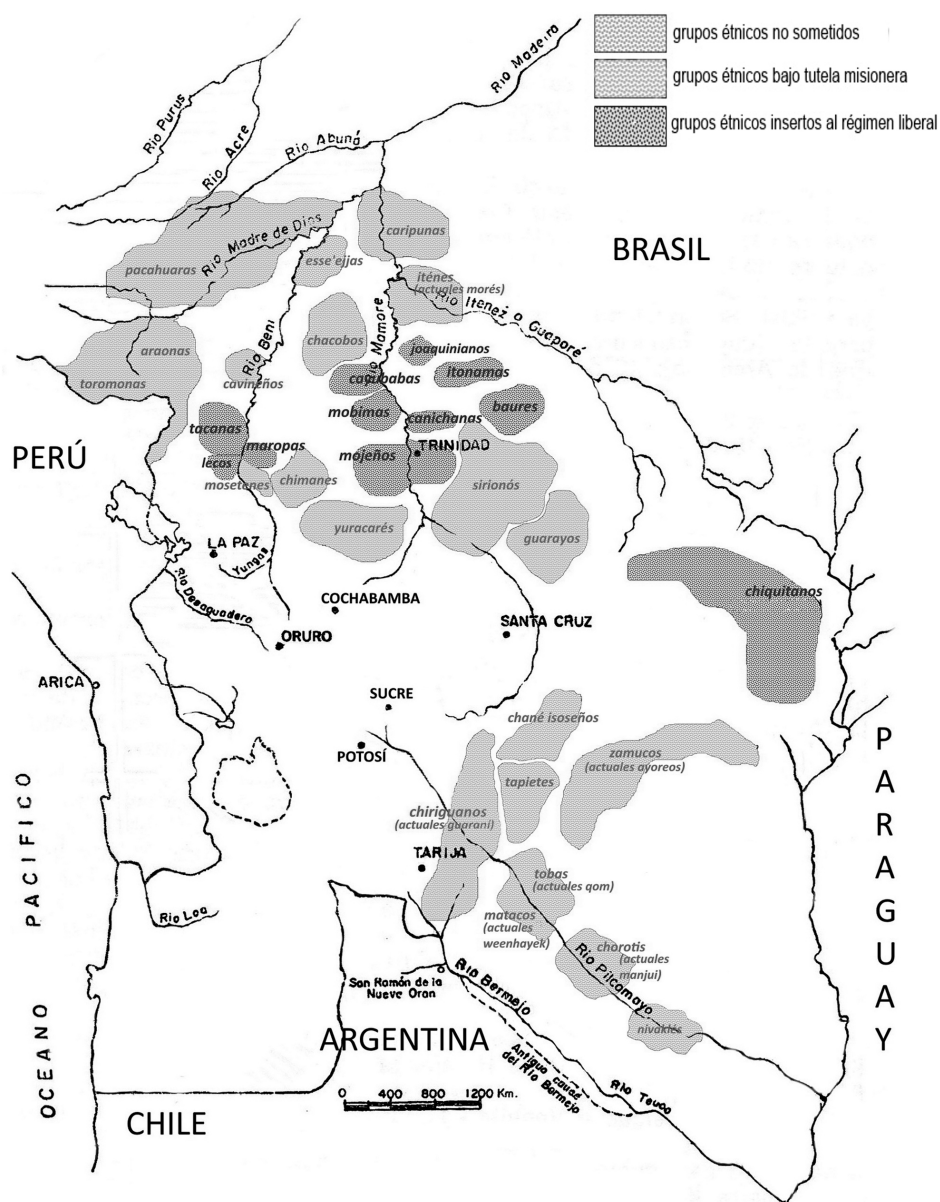 grupos étnicos no sometidos
grupos étnicos bajo tutela misionera
grupos étnicos insertos al régimen liberal
Rio Madeira
Rio Purus
Rio Acre
Rio Abuná
BRASIL
Rio Madre de Dios
caripunas
pacahuaras
esse'ejjas
iténes
(actuales morés)
Rio Itenez o Guaporé
Rio Beni
chacobos
Rio Mamore
joaquinianos
araonas
toromonas
cavineños
cayubabas
itonamas
mobimas
canichanas
baures
tacanas
maropas
TRINIDAD
PERÚ
lecos
mojeños
mosetenes
chimanes
sirionós
yuracarés
guarayos
LA PAZ
Yungas
Rio Desaguadero
COCHABAMBA
chiquitanos
ORURO
SANTA CRUZ
ARICA
SUCRE
chané isoseños
POTOSÍ
zamucos
(actuales ayoreos)
tapietes
chiriguanos
(actuales guaraní)
TARIJA
tobas
(actuales qom)
matacos
(actuales
weenhayek)
chorotis
(actuales
manjui)
Rio Pilcomayo
nivaklés
Rio Loa
OCEANO PACIFICO
PARAGUAY
San Ramón de la
Nueve Oran
Rio Bermejo
ARGENTINA
Antiguo cauce
del Rio Bermejo
Rio Teuco
0 400 800 1200 Km.
CHILE